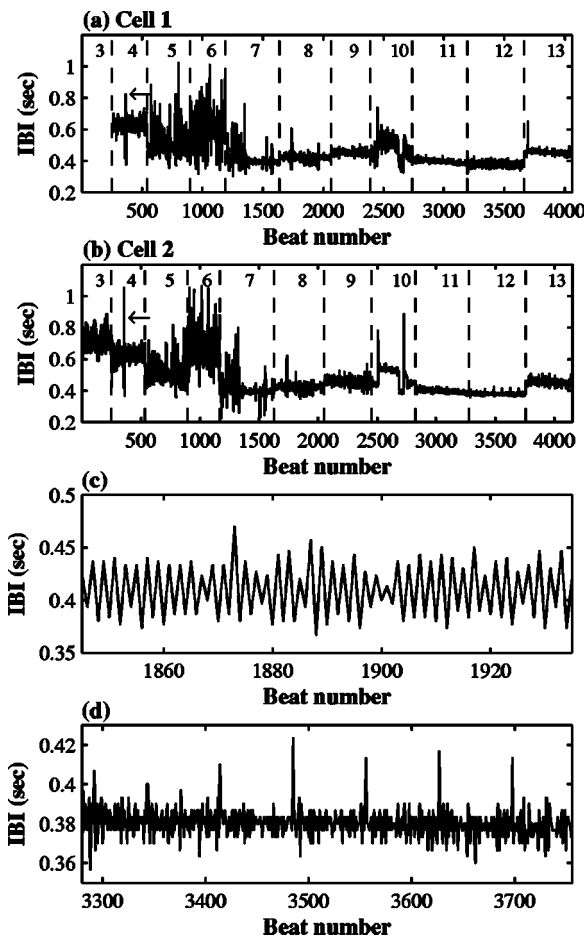 (a) Cell 1
3 4 5 6 7 8 9 10 11 12 13
1
0.8
0.6
0.4
0.2
IBI (sec)
500 1000 1500 2000 2500 3000 3500 4000
Beat number
(b) Cell 2
3 4 5 6 7 8 9 10 11 12 13
1
0.8
0.6
0.4
0.2
IBI (sec)
500 1000 1500 2000 2500 3000 3500 4000
Beat number
(c)
0.5
0.45
0.4
0.35
IBI (sec)
1860 1880 1900 1920
Beat number
(d)
0.42
0.4
0.38
0.36
IBI (sec)
3300 3400 3500 3600 3700
Beat number